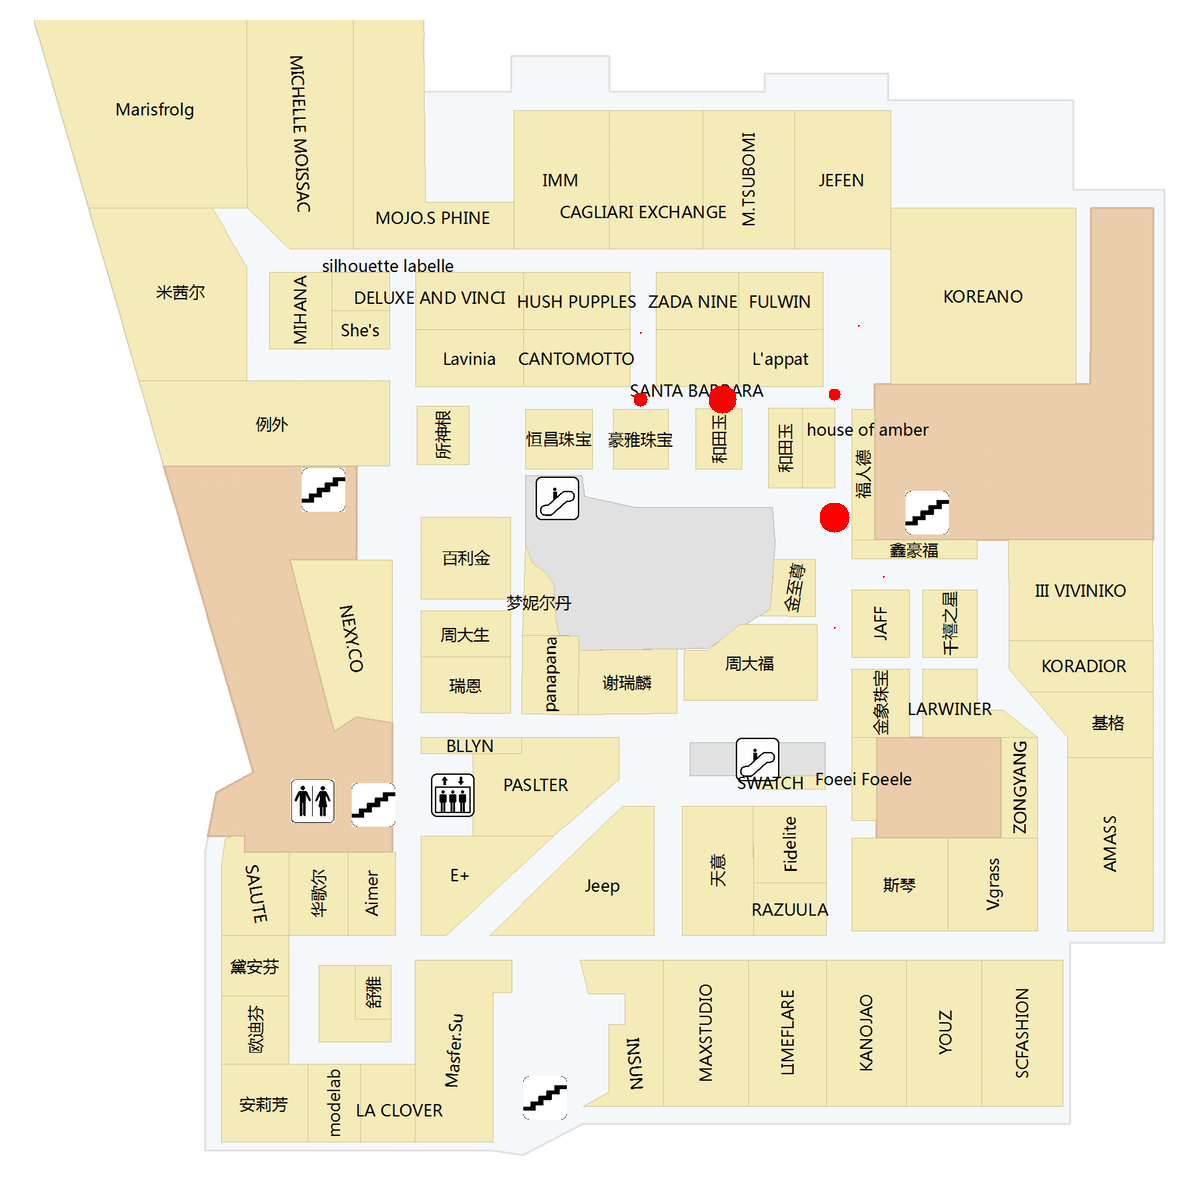 Marisfrolg
MICHELLE MOISSAC
MOJO.S PHINE
IMM
CAGLIARI EXCHANGE
M.TSUBOMI
JEFEN
米茜尔
silhouette labelle
MIHANA
DELUXE AND VINCI
She's
HUSH PUPPLES
ZADA NINE
FULWIN
KOREANO
Lavinia
CANTOMOTTO
L'appat
SANTA BARBARA
例外
所神根
恒昌珠宝
豪雅珠宝
和田玉
和田玉
house of amber
福人德
鑫豪福
百利金
梦妮尔丹
金至尊
III VIVINIKO
NEXY.CO
周大生
JAFF
千禧之星
瑞恩
panapana
谢瑞麟
周大福
KORADIOR
金象珠宝
LARWINER
基格
BLLYN
PASLTER
SWATCH
Foeei Foeele
ZONGYANG
AMASS
SALUTE
华歌尔
Aimer
E+
Jeep
天意
Fidelite
RAZUULA
斯琴
V.grass
黛安芬
舒雅
欧迪芬
安莉芳
modelab
LA CLOVER
Masfer.Su
INSUN
MAXSTUDIO
LIMEFLARE
KANOJAO
YOUZ
SCFASHION